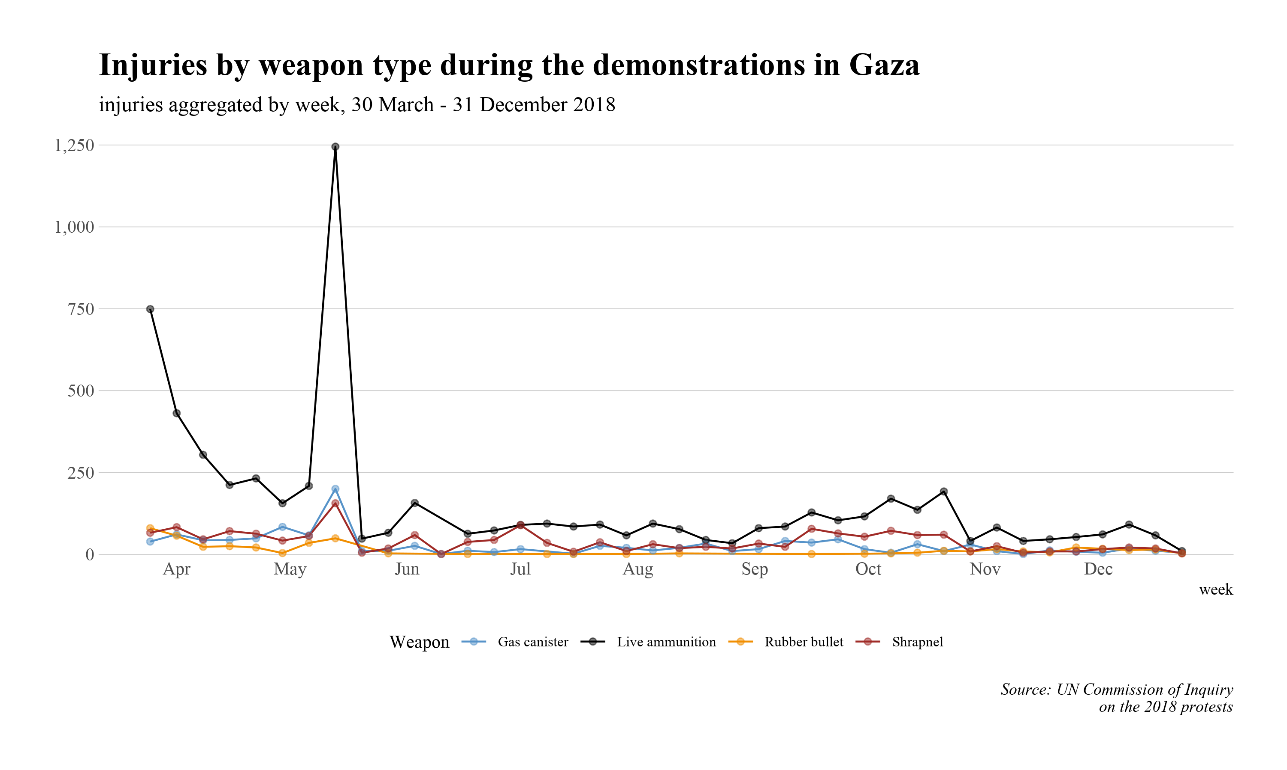 Injuries by weapon type during the demonstrations in Gaza
injuries aggregated by week, 30 March - 31 December 2018
1,250
1,000
750
500
250
0
Apr May Jun Jul Aug Sep Oct Nov Dec
week
Weapon Gas canister Live ammunition Rubber bullet Shrapnel
Source: UN Commission of Inquiry
on the 2018 protests